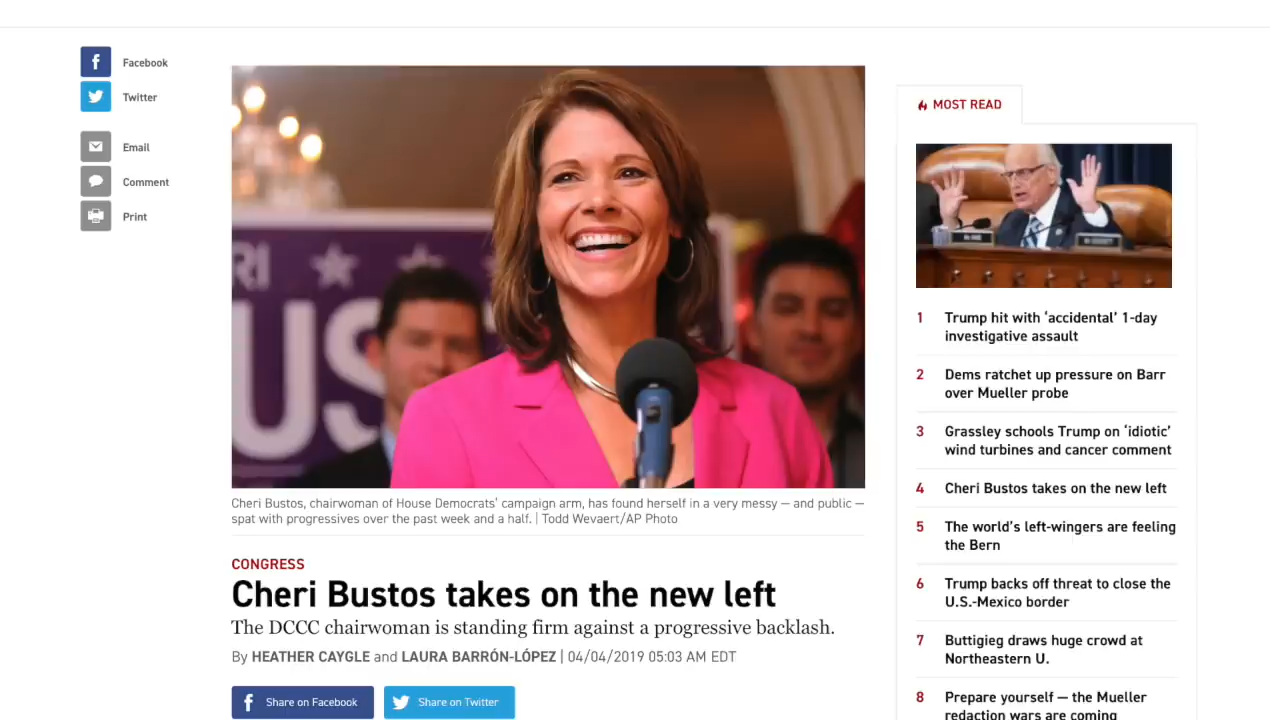 Facebook
Twitter
Email
Comment
Print
RI
US
Cheri Bustos, chairwoman of House Democrats' campaign arm, has found herself in a very messy — and public —
spat with progressives over the past week and a half. | Todd Wevaert/AP Photo
CONGRESS
Cheri Bustos takes on the new left
The DCCC chairwoman is standing firm against a progressive backlash.
By HEATHER CAYGLE and LAURA BARRÓN-LÓPEZ | 04/04/2019 05:03 AM EDT
Share on Facebook
Share on Twitter
MOST READ
1 Trump hit with ‘accidental’ 1-day
investigative assault
2 Dems ratchet up pressure on Barr
over Mueller probe
3 Grassley schools Trump on ‘idiotic’
wind turbines and cancer comment
4 Cheri Bustos takes on the new left
5 The world's left-wingers are feeling
the Bern
6 Trump backs off threat to close the
U.S.-Mexico border
7 Buttigieg draws huge crowd at
Northeastern U.
8 Prepare yourself — the Mueller
redaction wars are coming